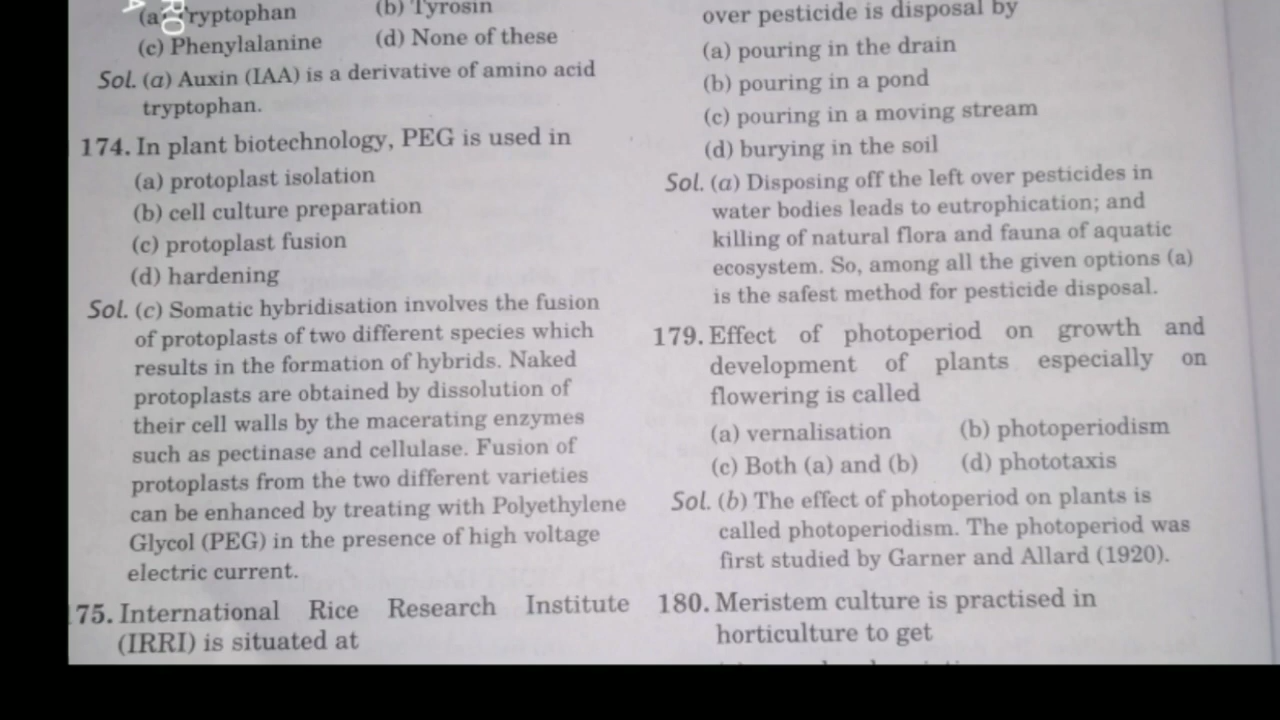 (a) Tryptophan (b) Tyrosin
(c) Phenylalanine (d) None of these
Sol. (a) Auxin (IAA) is a derivative of amino acid
tryptophan.
174. In plant biotechnology, PEG is used in
(a) protoplast isolation
(b) cell culture preparation
(c) protoplast fusion
(d) hardening
Sol. (c) Somatic hybridisation involves the fusion
of protoplasts of two different species which
results in the formation of hybrids. Naked
protoplasts are obtained by dissolution of
their cell walls by the macerating enzymes
such as pectinase and cellulase. Fusion of
protoplasts from the two different varieties
can be enhanced by treating with Polyethylene
Glycol (PEG) in the presence of high voltage
electric current.
175. International Rice Research Institute
(IRRI) is situated at
over pesticide is disposal by
(a) pouring in the drain
(b) pouring in a pond
(c) pouring in a moving stream
(d) burying in the soil
Sol. (a) Disposing off the left over pesticides in
water bodies leads to eutrophication; and
killing of natural flora and fauna of aquatic
ecosystem. So, among all the given options (a)
is the safest method for pesticide disposal.
179. Effect of photoperiod on growth and
development of plants especially on
flowering is called
(a) vernalisation (b) photoperiodism
(c) Both (a) and (b) (d) phototaxis
Sol. (b) The effect of photoperiod on plants is
called photoperiodism. The photoperiod was
first studied by Garner and Allard (1920).
180. Meristem culture is practised in
horticulture to get